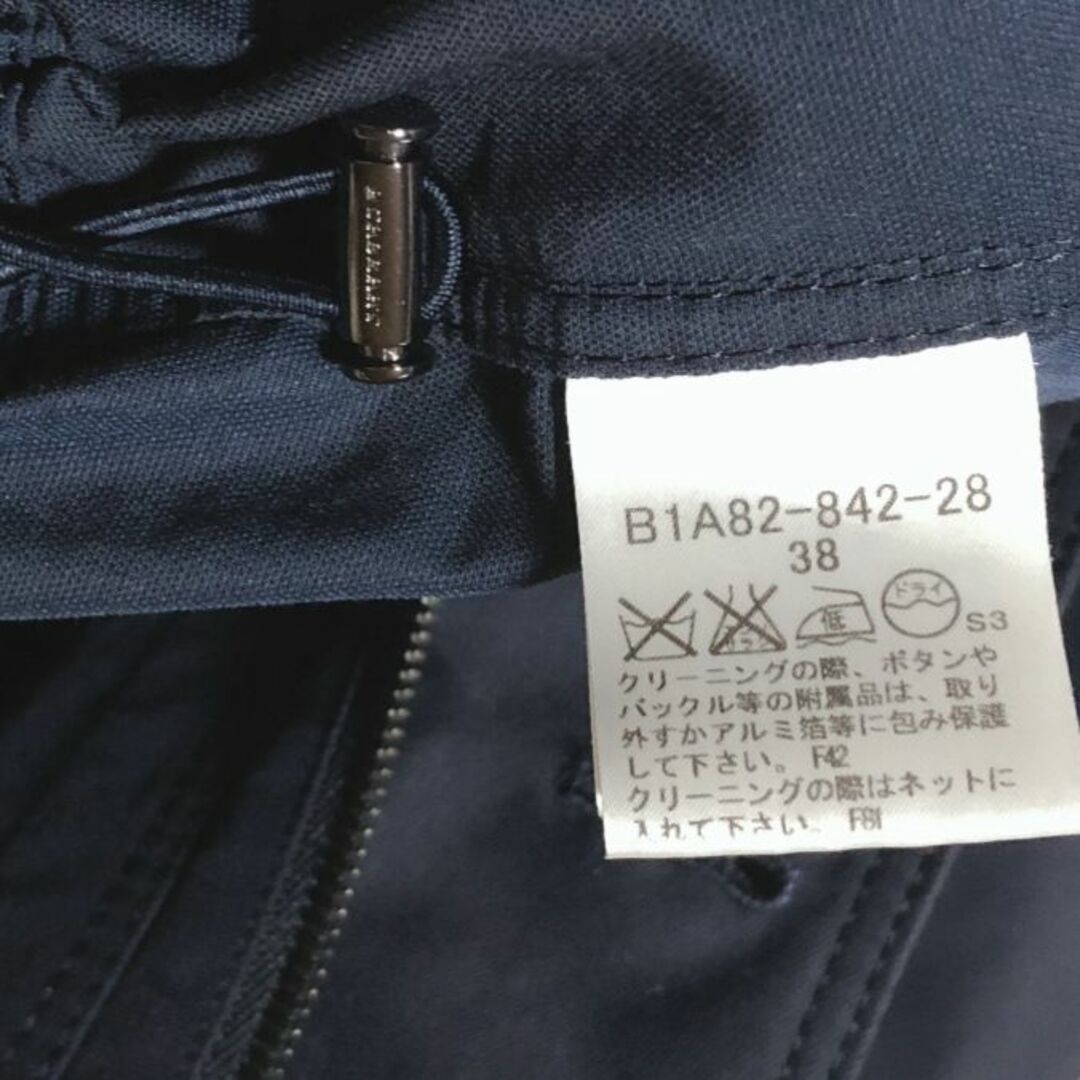 B1A82-842-28
38
低
ドライ
S3
クリーニングの際、ボタンや
バックル等の附属品は、取り
外すかアルミ箔等に包み保護
して下さい。 F42
クリーニングの際はネットに
入れて下さい。 F61